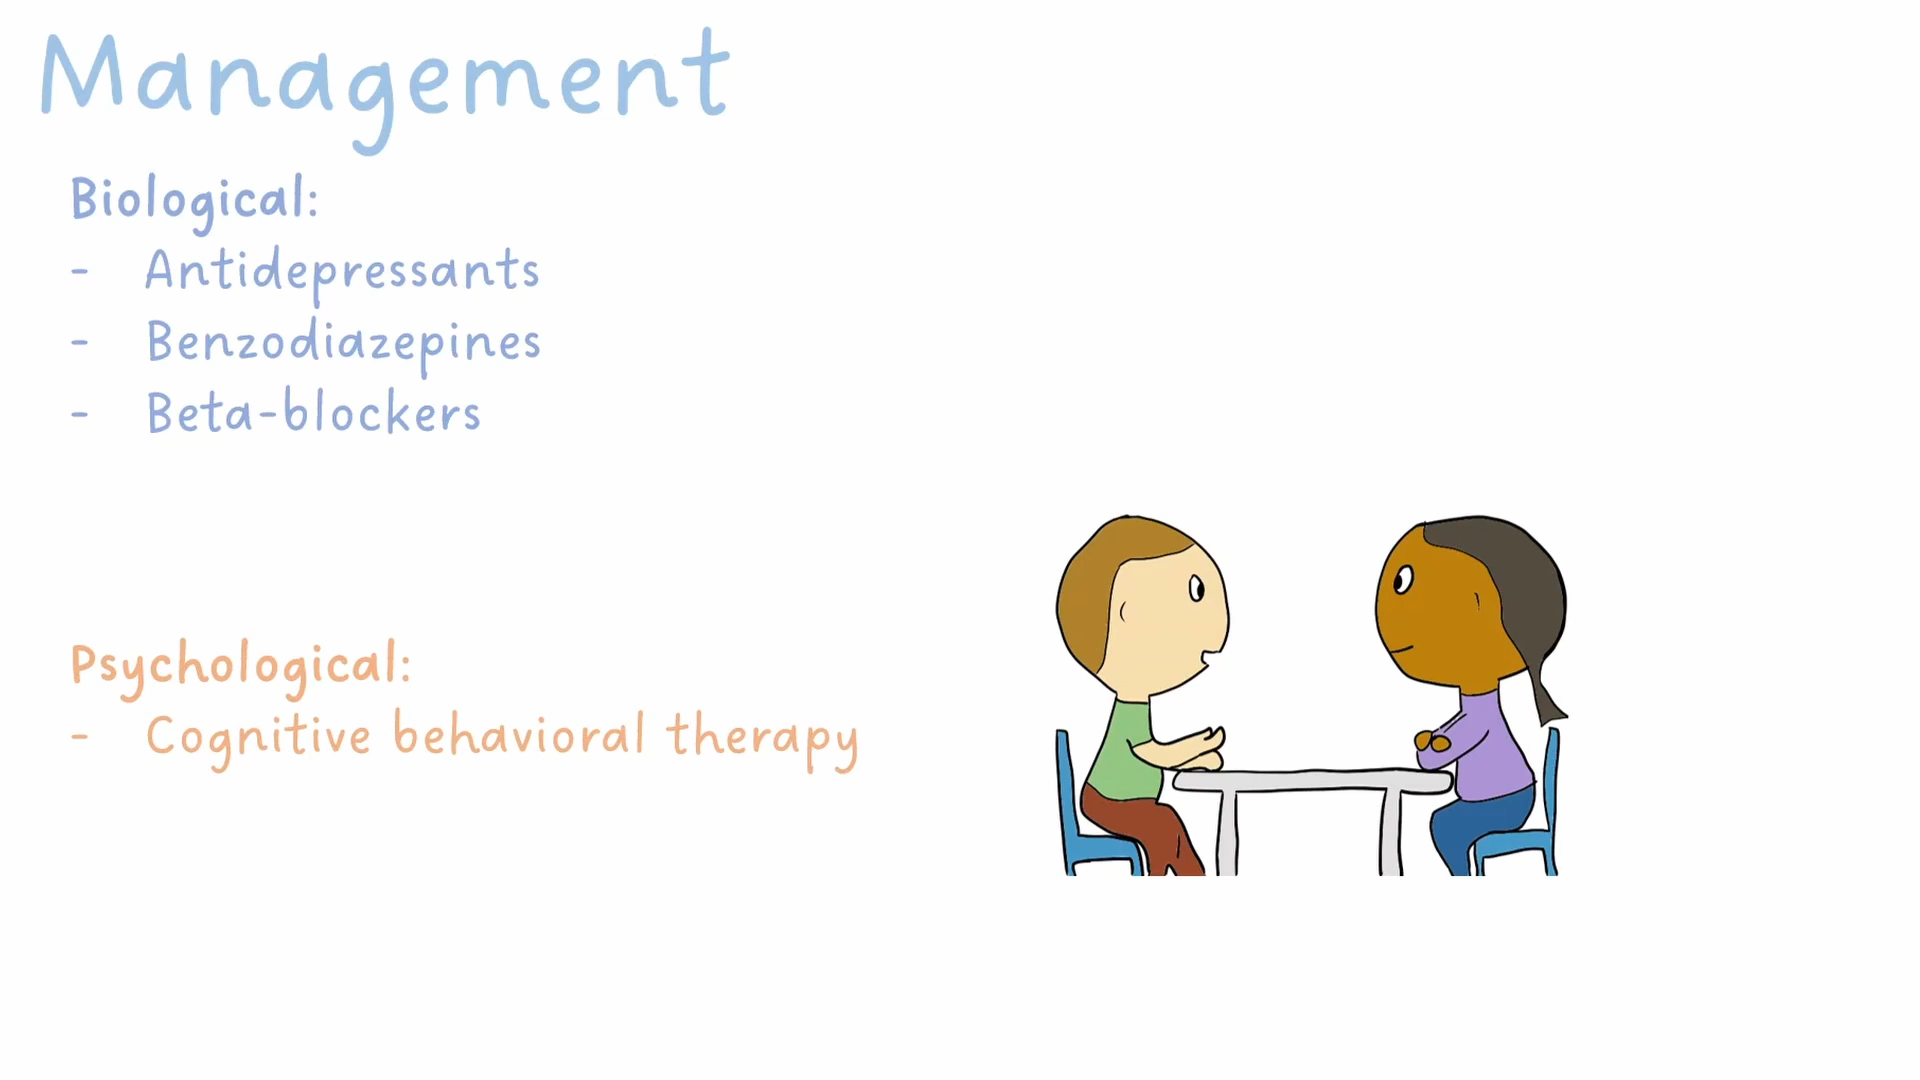 Management
Biological:
- Antidepressants
- Benzodiazepines
- Beta-blockers
Psychological:
- Cognitive behavioral therapy